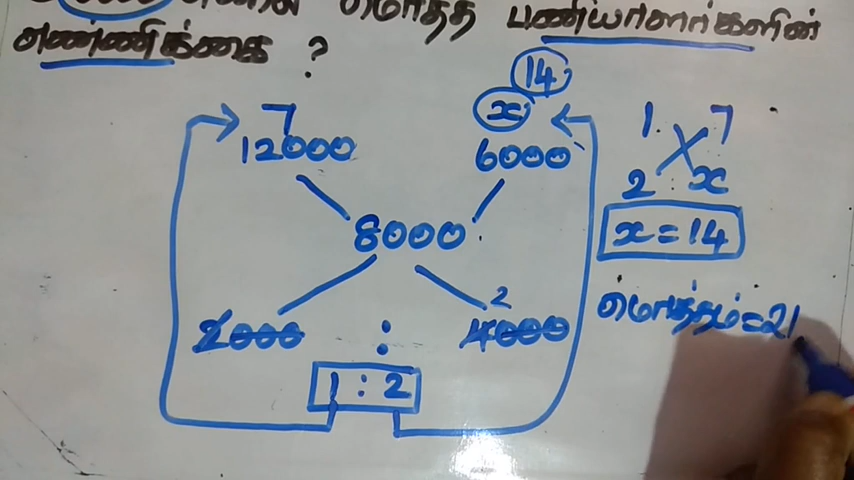 மொத்த பணியாளர்களின்
எண்ணிக்கை ?
14
7 x 1 7
12000 6000 2 x
8000 x = 14
2 மொத்தம் = 21
2000 : 4000
1 : 2